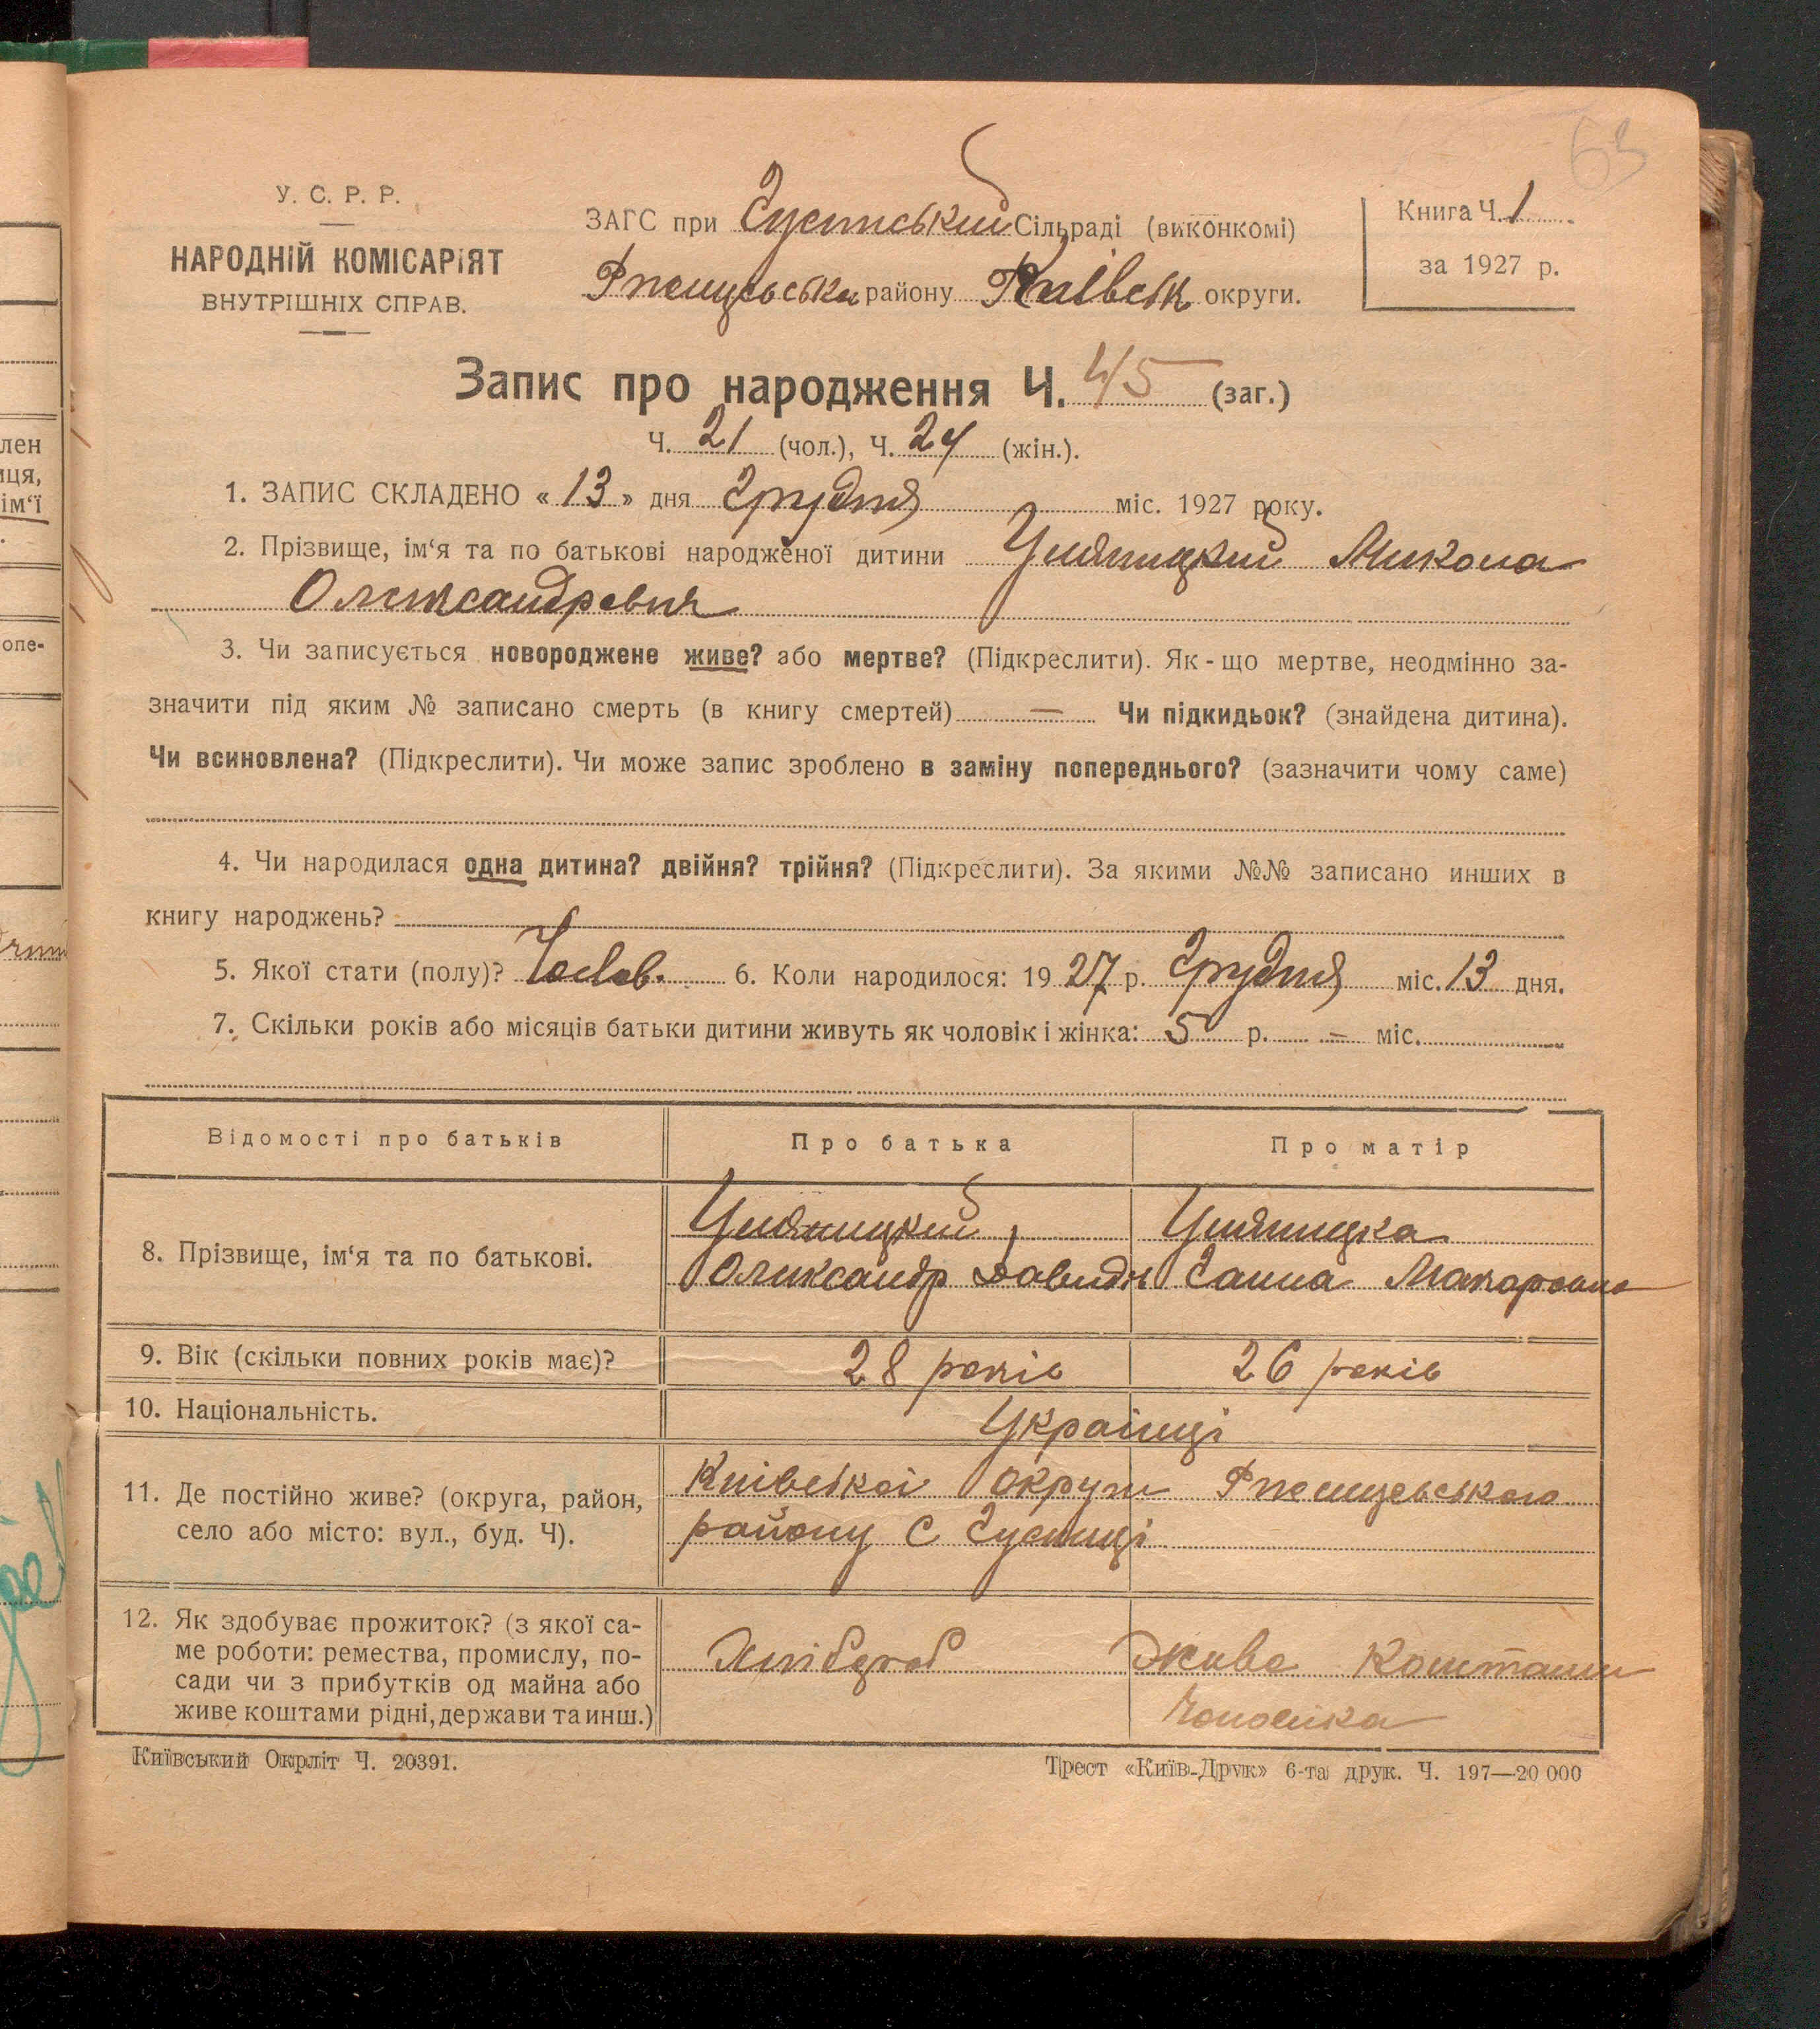 63
У. С. Р. Р.
НАРОДНІЙ КОМІСАРІЯТ
ВНУТРІШНІХ СПРАВ.
ЗАГС при Сільраді (виконкомі)
району Київськ округи.
Книга Ч. 1
за 1927 р.
Запис про народження Ч. 45 (заг.)
Ч. 21 (чол.), Ч. 24 (жін.).
1. ЗАПИС СКЛАДЕНО « 13 » дня Грудня міс. 1927 року.
2. Прізвище, ім‘я та по батькові народженої дитини Микола
3. Чи записується новороджене живе? або мертве? (Підкреслити). Як - що мертве, неодмінно за-
значити під яким № записано смерть (в книгу смертей) — Чи підкидьок? (знайдена дитина).
Чи всиновлена? (Підкреслити). Чи може запис зроблено в заміну попереднього? (зазначити чому саме)
4. Чи народилася одна дитина? двійня? трійня? (Підкреслити). За якими №№ записано инших в
книгу народжень?
5. Якої стати (полу)? 6. Коли народилося: 19 27 р. Грудня міс. 13 дня.
7. Скільки років або місяців батьки дитини живуть як чоловік і жінка: 5 р. — міс.
Відомості про батьків
Про батька
Про матір
8. Прізвище, ім‘я та по батькові.
Олександр
Ганна Макаровна
9. Вік (скільки повних років має)?
28 років
26 років
10. Національність.
Українці
11. Де постійно живе? (округа, район,
село або місто: вул., буд. Ч).
Київської округи
району с
12. Як здобуває прожиток? (з якої са-
ме роботи: ремества, промислу, по-
сади чи з прибутків од майна або
живе коштами рідні, держави та инш.)
Хлібороб
Живе коштами
чоловіка
Київський Окрліт Ч. 20391.
Трест «Київ-Друк» 6-та друк. Ч. 197—20 000
лен
иця,
ім‘ї
опе-